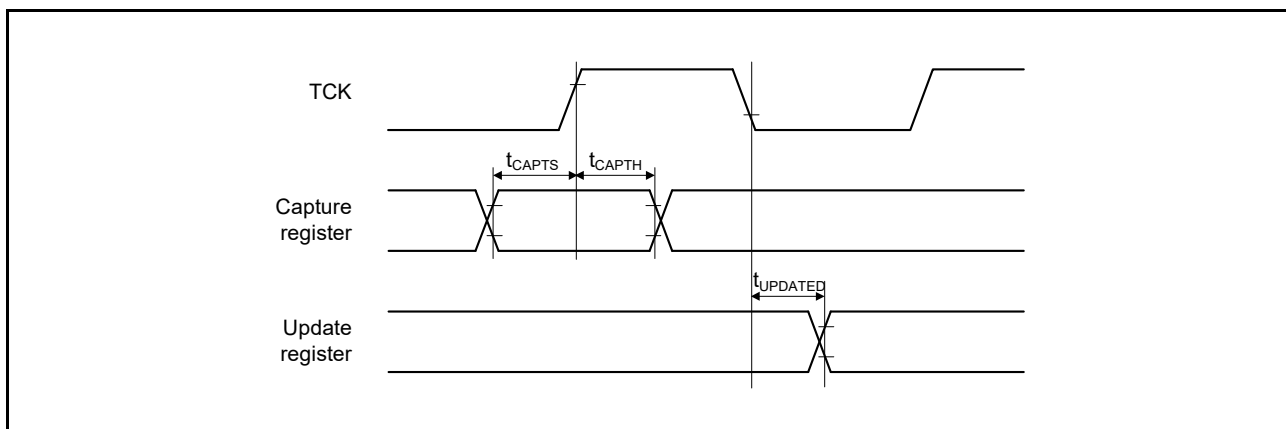 TCK
tCAPTS
tCAPTH
Capture
register
tUPDATED
Update
register